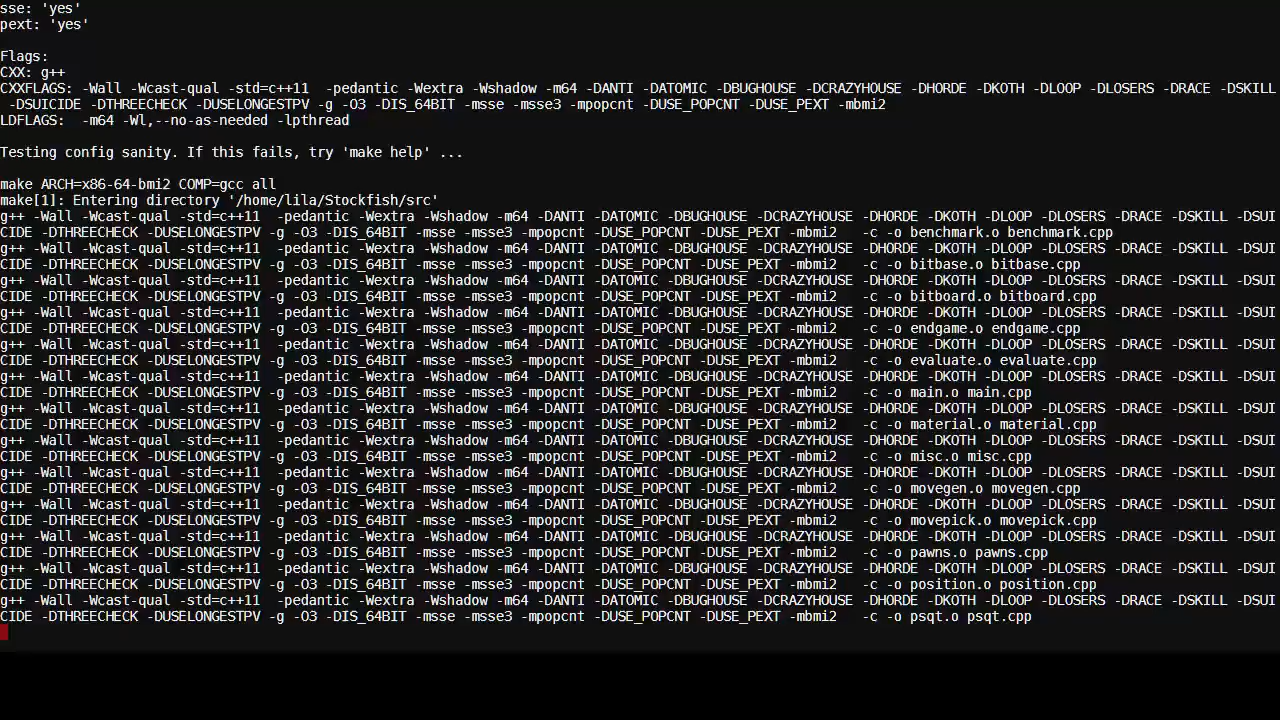 sse: 'yes'
pext: 'yes'
Flags:
CXX: g++
CXXFLAGS: -Wall -Wcast-qual -std=c++11  -pedantic -Wextra -Wshadow -m64 -DANTI -DATOMIC -DBUGHOUSE -DCRAZYHOUSE -DHORDE -DKOTH -DLOOP -DLOSERS -DRACE -DSKILL
 -DSUICIDE -DTHREECHECK -DUSELONGESTPV -g -O3 -DIS_64BIT -msse -msse3 -mpopcnt -DUSE_POPCNT -DUSE_PEXT -mbmi2
LDFLAGS:  -m64 -Wl,--no-as-needed -lpthread
Testing config sanity. If this fails, try 'make help' ...
make ARCH=x86-64-bmi2 COMP=gcc all
make[1]: Entering directory '/home/lila/Stockfish/src'
g++ -Wall -Wcast-qual -std=c++11  -pedantic -Wextra -Wshadow -m64 -DANTI -DATOMIC -DBUGHOUSE -DCRAZYHOUSE -DHORDE -DKOTH -DLOOP -DLOSERS -DRACE -DSKILL -DSUI
CIDE -DTHREECHECK -DUSELONGESTPV -g -O3 -DIS_64BIT -msse -msse3 -mpopcnt -DUSE_POPCNT -DUSE_PEXT -mbmi2   -c -o benchmark.o benchmark.cpp
g++ -Wall -Wcast-qual -std=c++11  -pedantic -Wextra -Wshadow -m64 -DANTI -DATOMIC -DBUGHOUSE -DCRAZYHOUSE -DHORDE -DKOTH -DLOOP -DLOSERS -DRACE -DSKILL -DSUI
CIDE -DTHREECHECK -DUSELONGESTPV -g -O3 -DIS_64BIT -msse -msse3 -mpopcnt -DUSE_POPCNT -DUSE_PEXT -mbmi2   -c -o bitbase.o bitbase.cpp
g++ -Wall -Wcast-qual -std=c++11  -pedantic -Wextra -Wshadow -m64 -DANTI -DATOMIC -DBUGHOUSE -DCRAZYHOUSE -DHORDE -DKOTH -DLOOP -DLOSERS -DRACE -DSKILL -DSUI
CIDE -DTHREECHECK -DUSELONGESTPV -g -O3 -DIS_64BIT -msse -msse3 -mpopcnt -DUSE_POPCNT -DUSE_PEXT -mbmi2   -c -o bitboard.o bitboard.cpp
g++ -Wall -Wcast-qual -std=c++11  -pedantic -Wextra -Wshadow -m64 -DANTI -DATOMIC -DBUGHOUSE -DCRAZYHOUSE -DHORDE -DKOTH -DLOOP -DLOSERS -DRACE -DSKILL -DSUI
CIDE -DTHREECHECK -DUSELONGESTPV -g -O3 -DIS_64BIT -msse -msse3 -mpopcnt -DUSE_POPCNT -DUSE_PEXT -mbmi2   -c -o endgame.o endgame.cpp
g++ -Wall -Wcast-qual -std=c++11  -pedantic -Wextra -Wshadow -m64 -DANTI -DATOMIC -DBUGHOUSE -DCRAZYHOUSE -DHORDE -DKOTH -DLOOP -DLOSERS -DRACE -DSKILL -DSUI
CIDE -DTHREECHECK -DUSELONGESTPV -g -O3 -DIS_64BIT -msse -msse3 -mpopcnt -DUSE_POPCNT -DUSE_PEXT -mbmi2   -c -o evaluate.o evaluate.cpp
g++ -Wall -Wcast-qual -std=c++11  -pedantic -Wextra -Wshadow -m64 -DANTI -DATOMIC -DBUGHOUSE -DCRAZYHOUSE -DHORDE -DKOTH -DLOOP -DLOSERS -DRACE -DSKILL -DSUI
CIDE -DTHREECHECK -DUSELONGESTPV -g -O3 -DIS_64BIT -msse -msse3 -mpopcnt -DUSE_POPCNT -DUSE_PEXT -mbmi2   -c -o main.o main.cpp
g++ -Wall -Wcast-qual -std=c++11  -pedantic -Wextra -Wshadow -m64 -DANTI -DATOMIC -DBUGHOUSE -DCRAZYHOUSE -DHORDE -DKOTH -DLOOP -DLOSERS -DRACE -DSKILL -DSUI
CIDE -DTHREECHECK -DUSELONGESTPV -g -O3 -DIS_64BIT -msse -msse3 -mpopcnt -DUSE_POPCNT -DUSE_PEXT -mbmi2   -c -o material.o material.cpp
g++ -Wall -Wcast-qual -std=c++11  -pedantic -Wextra -Wshadow -m64 -DANTI -DATOMIC -DBUGHOUSE -DCRAZYHOUSE -DHORDE -DKOTH -DLOOP -DLOSERS -DRACE -DSKILL -DSUI
CIDE -DTHREECHECK -DUSELONGESTPV -g -O3 -DIS_64BIT -msse -msse3 -mpopcnt -DUSE_POPCNT -DUSE_PEXT -mbmi2   -c -o misc.o misc.cpp
g++ -Wall -Wcast-qual -std=c++11  -pedantic -Wextra -Wshadow -m64 -DANTI -DATOMIC -DBUGHOUSE -DCRAZYHOUSE -DHORDE -DKOTH -DLOOP -DLOSERS -DRACE -DSKILL -DSUI
CIDE -DTHREECHECK -DUSELONGESTPV -g -O3 -DIS_64BIT -msse -msse3 -mpopcnt -DUSE_POPCNT -DUSE_PEXT -mbmi2   -c -o movegen.o movegen.cpp
g++ -Wall -Wcast-qual -std=c++11  -pedantic -Wextra -Wshadow -m64 -DANTI -DATOMIC -DBUGHOUSE -DCRAZYHOUSE -DHORDE -DKOTH -DLOOP -DLOSERS -DRACE -DSKILL -DSUI
CIDE -DTHREECHECK -DUSELONGESTPV -g -O3 -DIS_64BIT -msse -msse3 -mpopcnt -DUSE_POPCNT -DUSE_PEXT -mbmi2   -c -o movepick.o movepick.cpp
g++ -Wall -Wcast-qual -std=c++11  -pedantic -Wextra -Wshadow -m64 -DANTI -DATOMIC -DBUGHOUSE -DCRAZYHOUSE -DHORDE -DKOTH -DLOOP -DLOSERS -DRACE -DSKILL -DSUI
CIDE -DTHREECHECK -DUSELONGESTPV -g -O3 -DIS_64BIT -msse -msse3 -mpopcnt -DUSE_POPCNT -DUSE_PEXT -mbmi2   -c -o pawns.o pawns.cpp
g++ -Wall -Wcast-qual -std=c++11  -pedantic -Wextra -Wshadow -m64 -DANTI -DATOMIC -DBUGHOUSE -DCRAZYHOUSE -DHORDE -DKOTH -DLOOP -DLOSERS -DRACE -DSKILL -DSUI
CIDE -DTHREECHECK -DUSELONGESTPV -g -O3 -DIS_64BIT -msse -msse3 -mpopcnt -DUSE_POPCNT -DUSE_PEXT -mbmi2   -c -o position.o position.cpp
g++ -Wall -Wcast-qual -std=c++11  -pedantic -Wextra -Wshadow -m64 -DANTI -DATOMIC -DBUGHOUSE -DCRAZYHOUSE -DHORDE -DKOTH -DLOOP -DLOSERS -DRACE -DSKILL -DSUI
CIDE -DTHREECHECK -DUSELONGESTPV -g -O3 -DIS_64BIT -msse -msse3 -mpopcnt -DUSE_POPCNT -DUSE_PEXT -mbmi2   -c -o psqt.o psqt.cpp